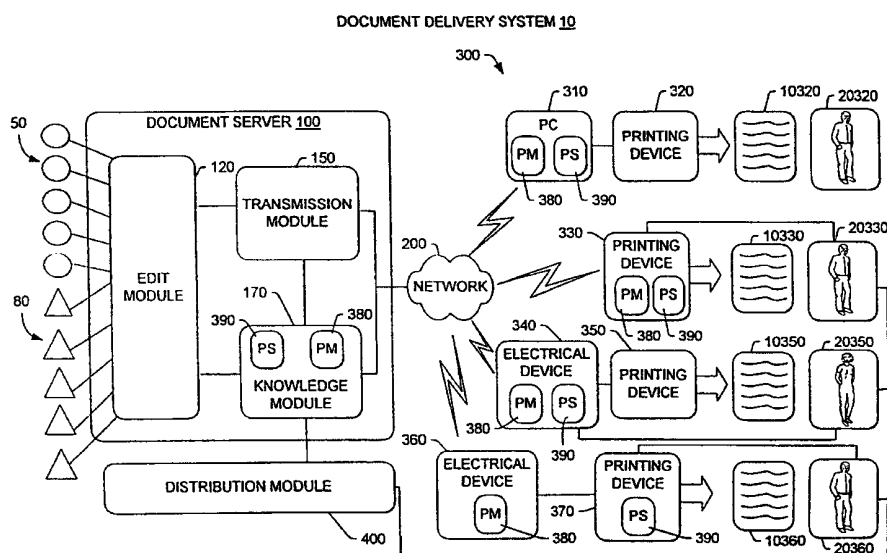 DOCUMENT DELIVERY SYSTEM 10
300
310
320
10320
20320
DOCUMENT SERVER 100
50
120
150
PC
PM
PS
PRINTING
DEVICE
380
390
TRANSMISSION
MODULE
EDIT
MODULE
200
NETWORK
330
PRINTING
DEVICE
PM
PS
380
390
10330
20330
80
170
390
380
PS
PM
KNOWLEDGE
MODULE
340
350
10350
20350
ELECTRICAL
DEVICE
PM
PS
380
390
PRINTING
DEVICE
360
ELECTRICAL
DEVICE
PM
380
PRINTING
DEVICE
370
PS
390
10360
20360
DISTRIBUTION MODULE
400